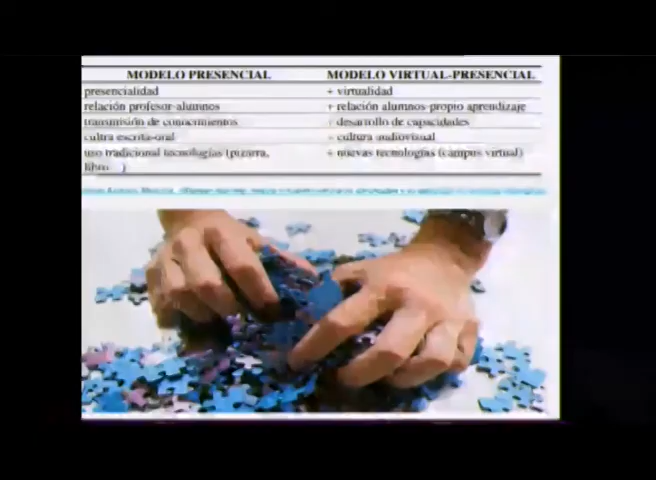 MODELO PRESENCIAL MODELO VIRTUAL-PRESENCIAL
presencialidad + virtualidad
relación profesor-alumnos + relación alumnos-propio aprendizaje
transmisión de conocimientos + desarrollo de capacidades
cultra escrita-oral + cultura audiovisual
uso tradicional tecnologías (pizarra, + nuevas tecnologías (campus virtual)
libro )